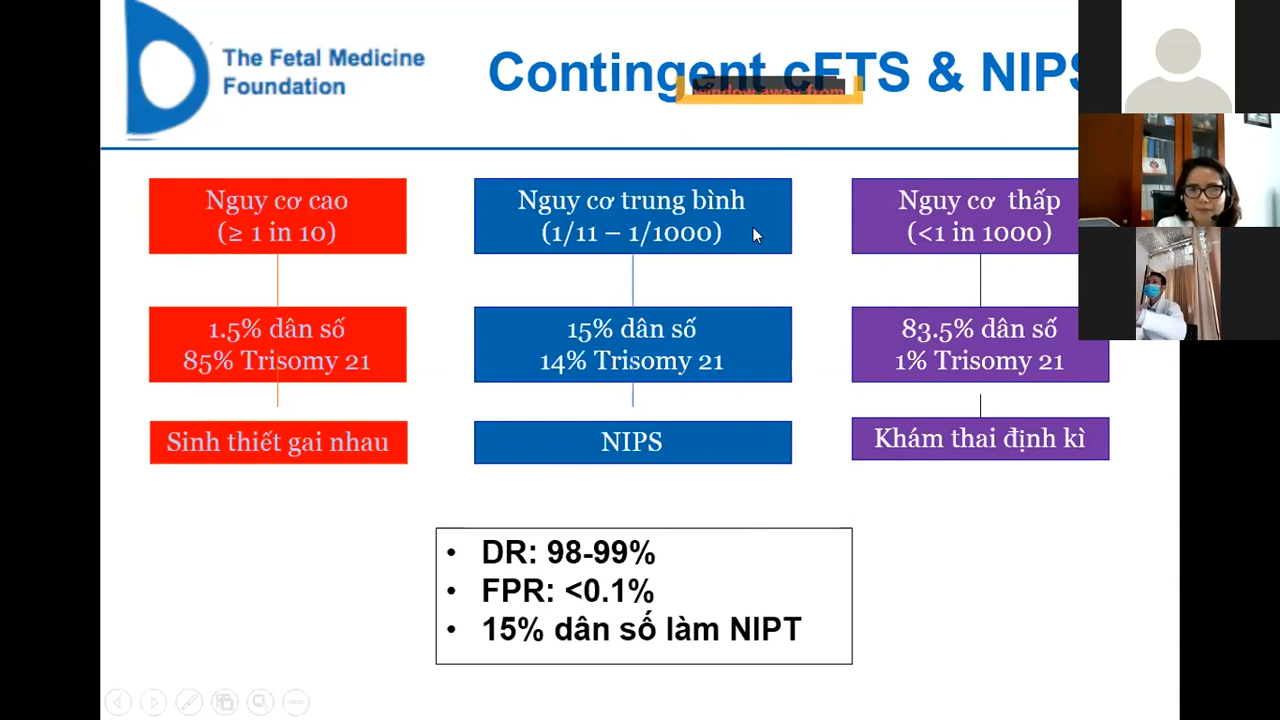 The Fetal Medicine
Foundation
Contingent cFTS & NIPS
window away from
Nguy cơ cao
(≥ 1 in 10)
Nguy cơ trung bình
(1/11 – 1/1000)
Nguy cơ thấp
(<1 in 1000)
1.5% dân số
85% Trisomy 21
15% dân số
14% Trisomy 21
83.5% dân số
1% Trisomy 21
Sinh thiết gai nhau
NIPS
Khám thai định kì
• DR: 98-99%
• FPR: <0.1%
• 15% dân số làm NIPT